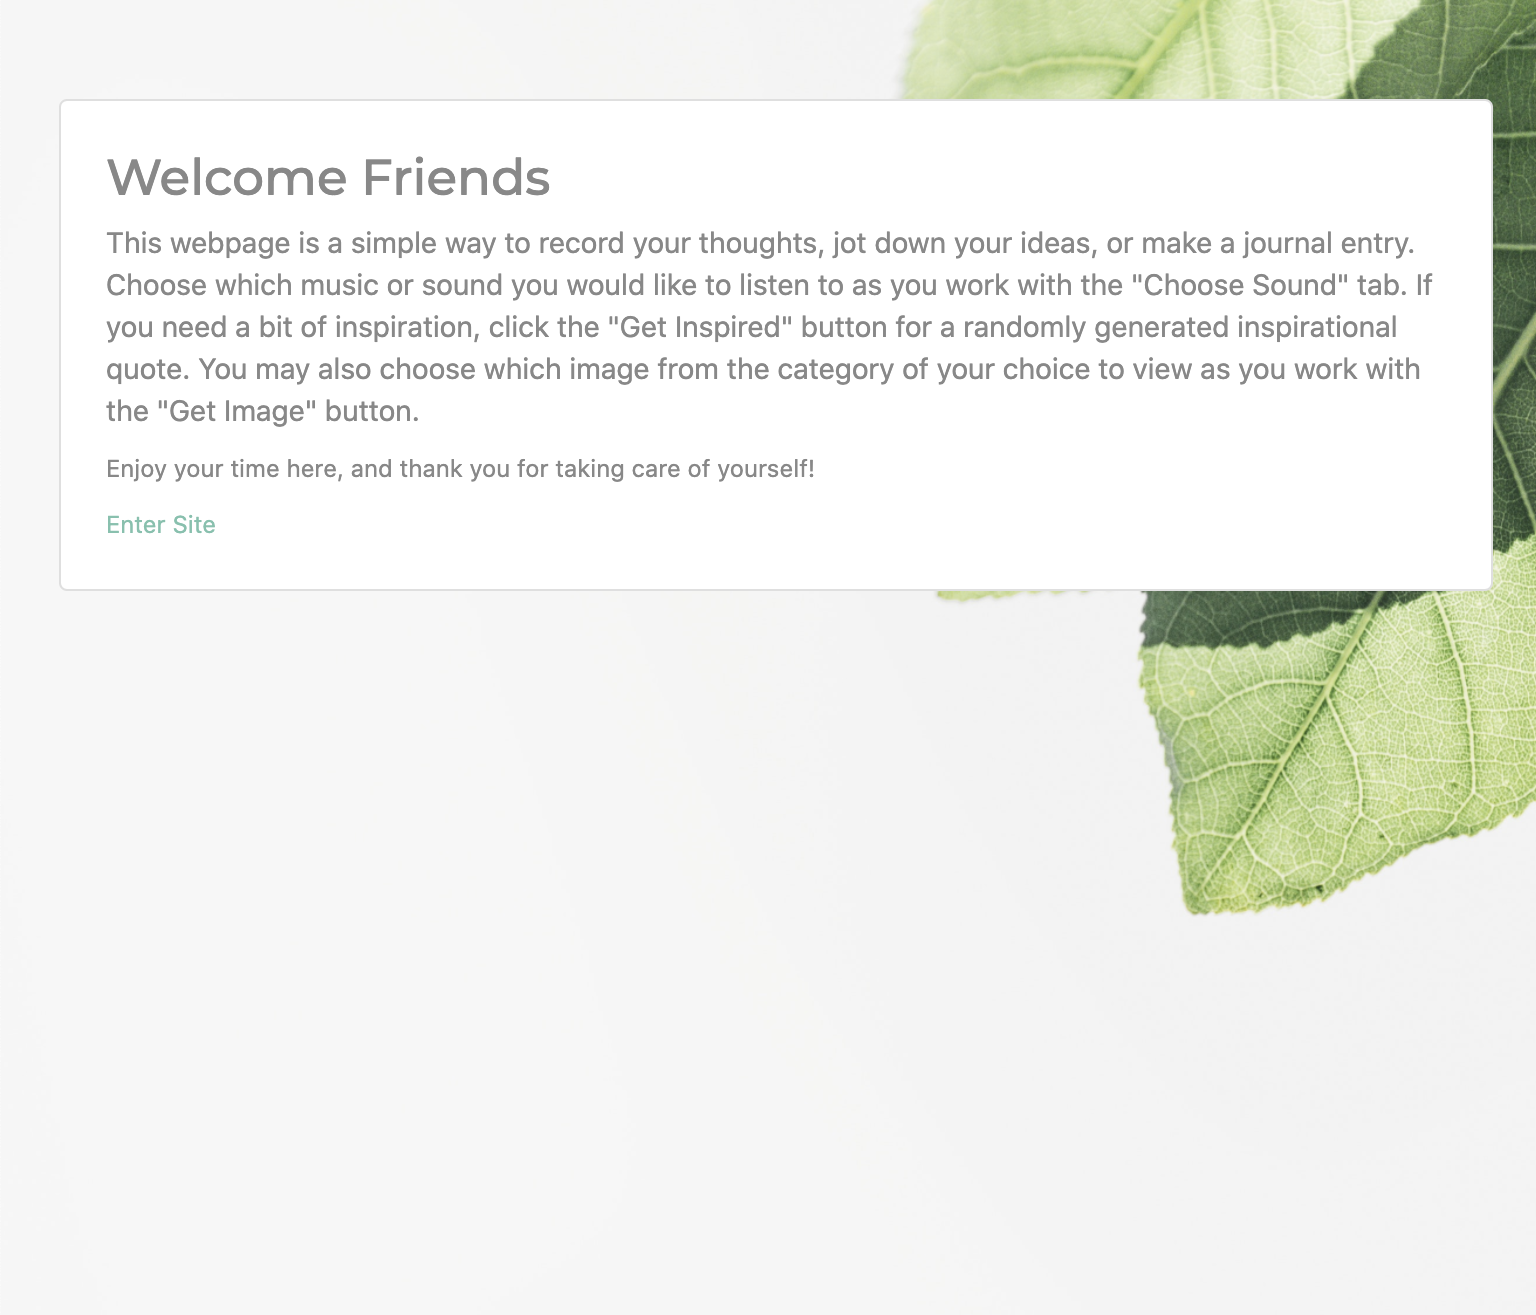 Welcome Friends
This webpage is a simple way to record your thoughts, jot down your ideas, or make a journal entry.
Choose which music or sound you would like to listen to as you work with the "Choose Sound" tab. If
you need a bit of inspiration, click the "Get Inspired" button for a randomly generated inspirational
quote. You may also choose which image from the category of your choice to view as you work with
the "Get Image" button.
Enjoy your time here, and thank you for taking care of yourself!
Enter Site